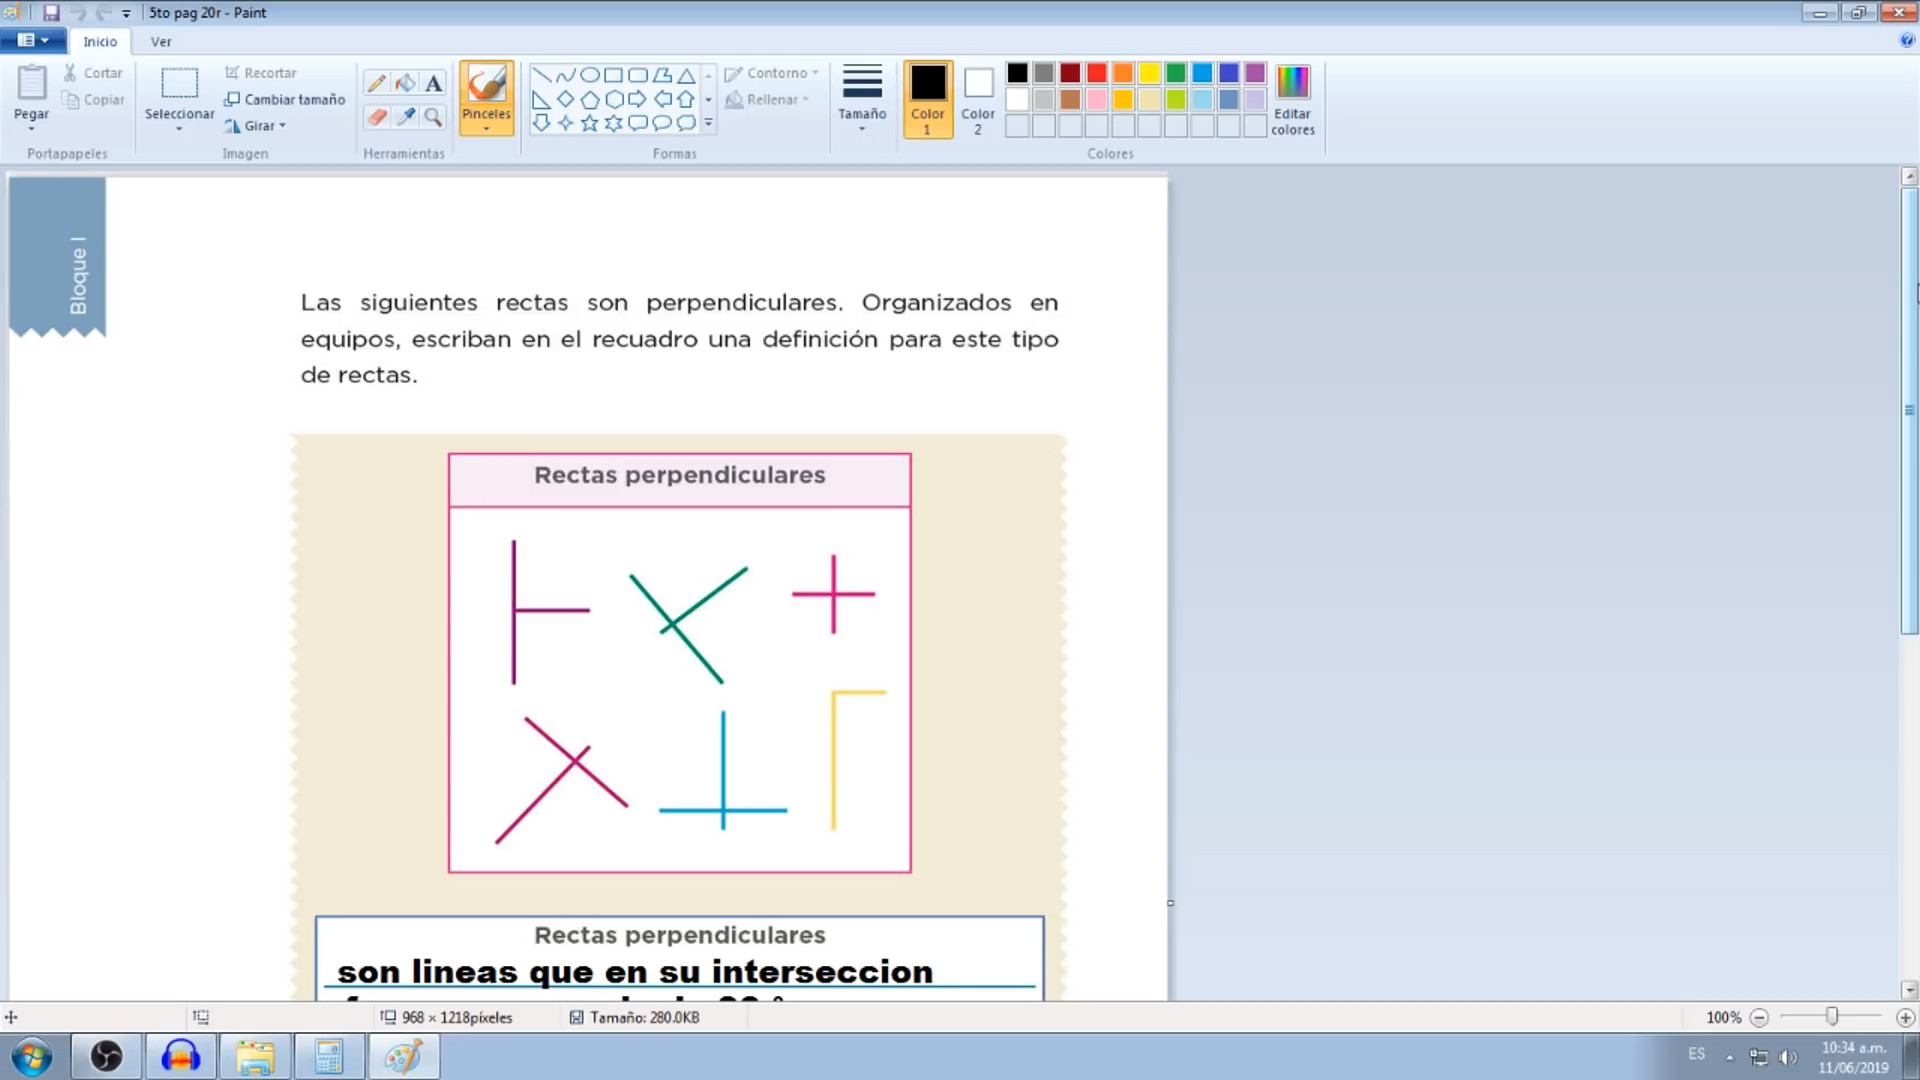 5to pag 20r - Paint
Inicio
Ver
Pegar
Cortar
Copiar
Portapapeles
Seleccionar
Recortar
Cambiar tamaño
Girar
Imagen
A
Herramientas
Pinceles
Contorno
Rellenar
Formas
Tamaño
Color 1
Color 2
Editar colores
Colores
Bloque I
Las siguientes rectas son perpendiculares. Organizados en
equipos, escriban en el recuadro una definición para este tipo
de rectas.
Rectas perpendiculares
Rectas perpendiculares
son lineas que en su interseccion
968 × 1218píxeles
Tamaño: 280.0KB
100%
ES
10:34 a.m.
11/06/2019